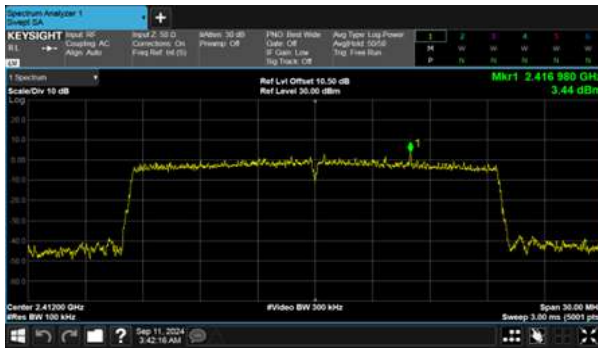 Spectrum Analyzer 1
Swept SA
+
KEYSIGHT
RL
Input: RF
Coupling: AC
Align: Auto
Input Z: 50 Ω
Corrections: On
Freq Ref: Int (S)
#Atten: 30 dB
Preamp: Off
PNO: Best Wide
Gate: Off
IF Gain: Low
Sig Track: Off
Avg Type: Log-Power
Avg|Hold: 50/50
Trig: Free Run
1 2 3 4 5 6
M W W W W W
P N N N N N
1 Spectrum
Scale/Div 10 dB
Log
Ref Lvl Offset 10.50 dB
Ref Level 30.00 dBm
Mkr1 2.416 980 GHz
3.44 dBm
20.0
10.0
0.00
-10.0
-20.0
-30.0
-40.0
-50.0
-60.0
1
Center 2.41200 GHz
#Res BW 100 kHz
#Video BW 300 kHz
Span 30.00 MHz
Sweep 3.00 ms (5001 pts)
?
Sep 11, 2024
3:42:16 AM